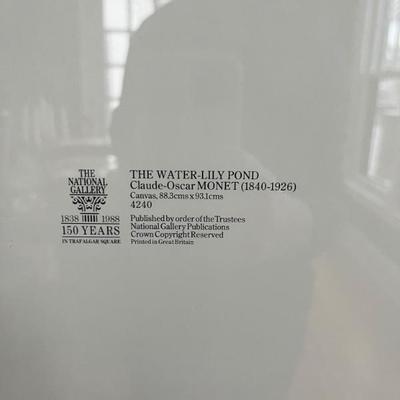 THE
NATIONAL
GALLERY
1838 1988
150 YEARS
IN TRAFALGAR SQUARE
THE WATER-LILY POND
Claude-Oscar MONET (1840-1926)
Canvas, 88.3cms x 93.1cms
4240
Published by order of the Trustees
National Gallery Publications
Crown Copyright Reserved
Printed in Great Britain